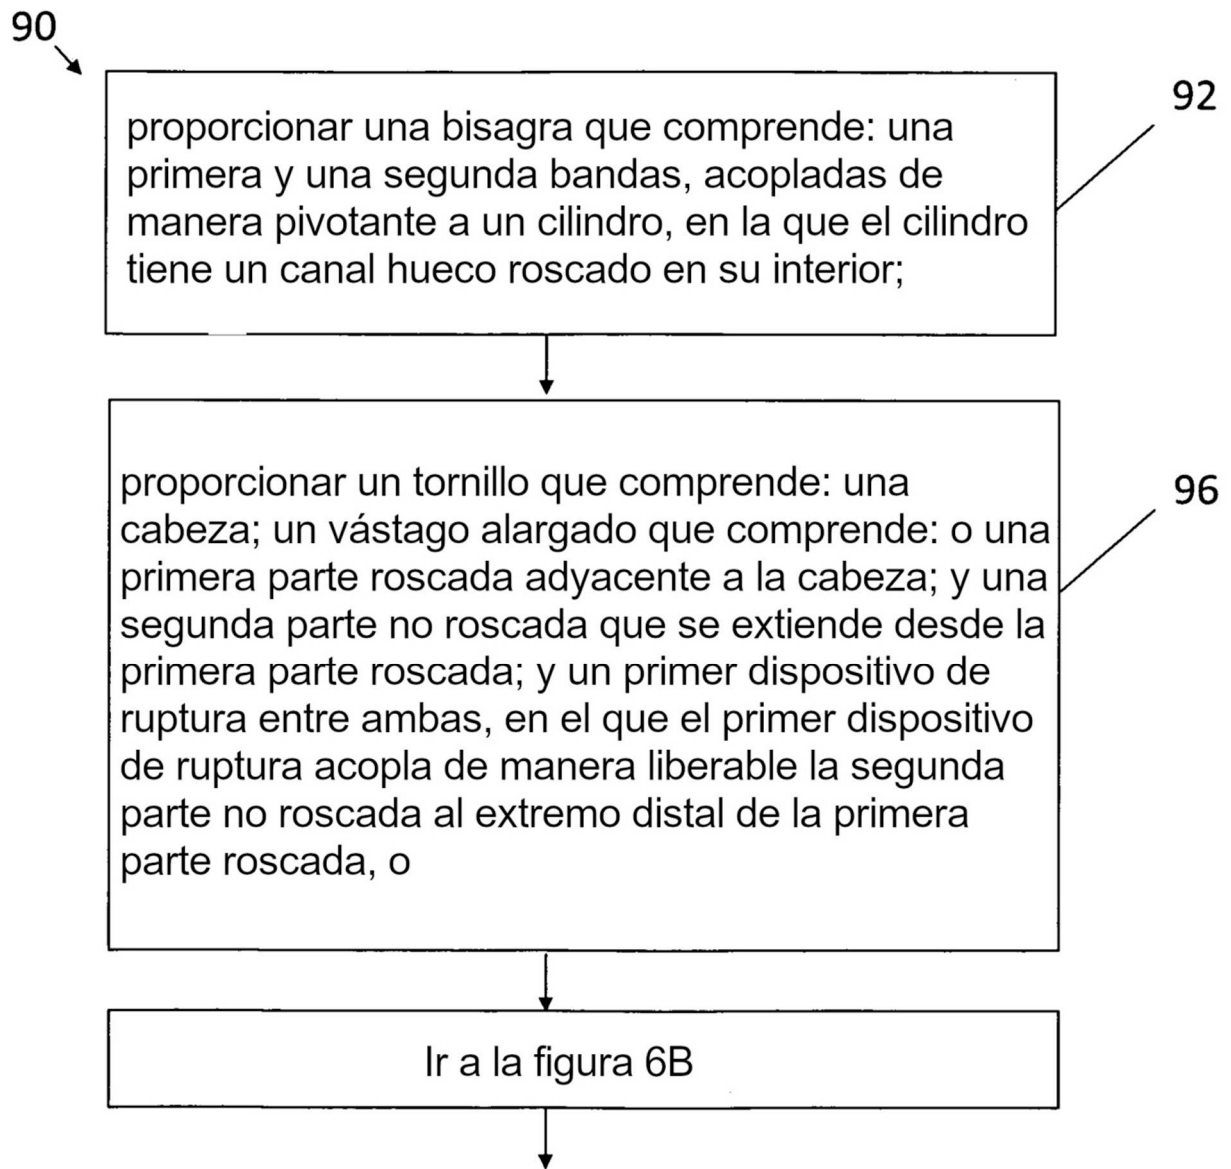 90
92
proporcionar una bisagra que comprende: una
primera y una segunda bandas, acopladas de
manera pivotante a un cilindro, en la que el cilindro
tiene un canal hueco roscado en su interior;
96
proporcionar un tornillo que comprende: una
cabeza; un vástago alargado que comprende: o una
primera parte roscada adyacente a la cabeza; y una
segunda parte no roscada que se extiende desde la
primera parte roscada; y un primer dispositivo de
ruptura entre ambas, en el que el primer dispositivo
de ruptura acopla de manera liberable la segunda
parte no roscada al extremo distal de la primera
parte roscada, o
Ir a la figura 6B